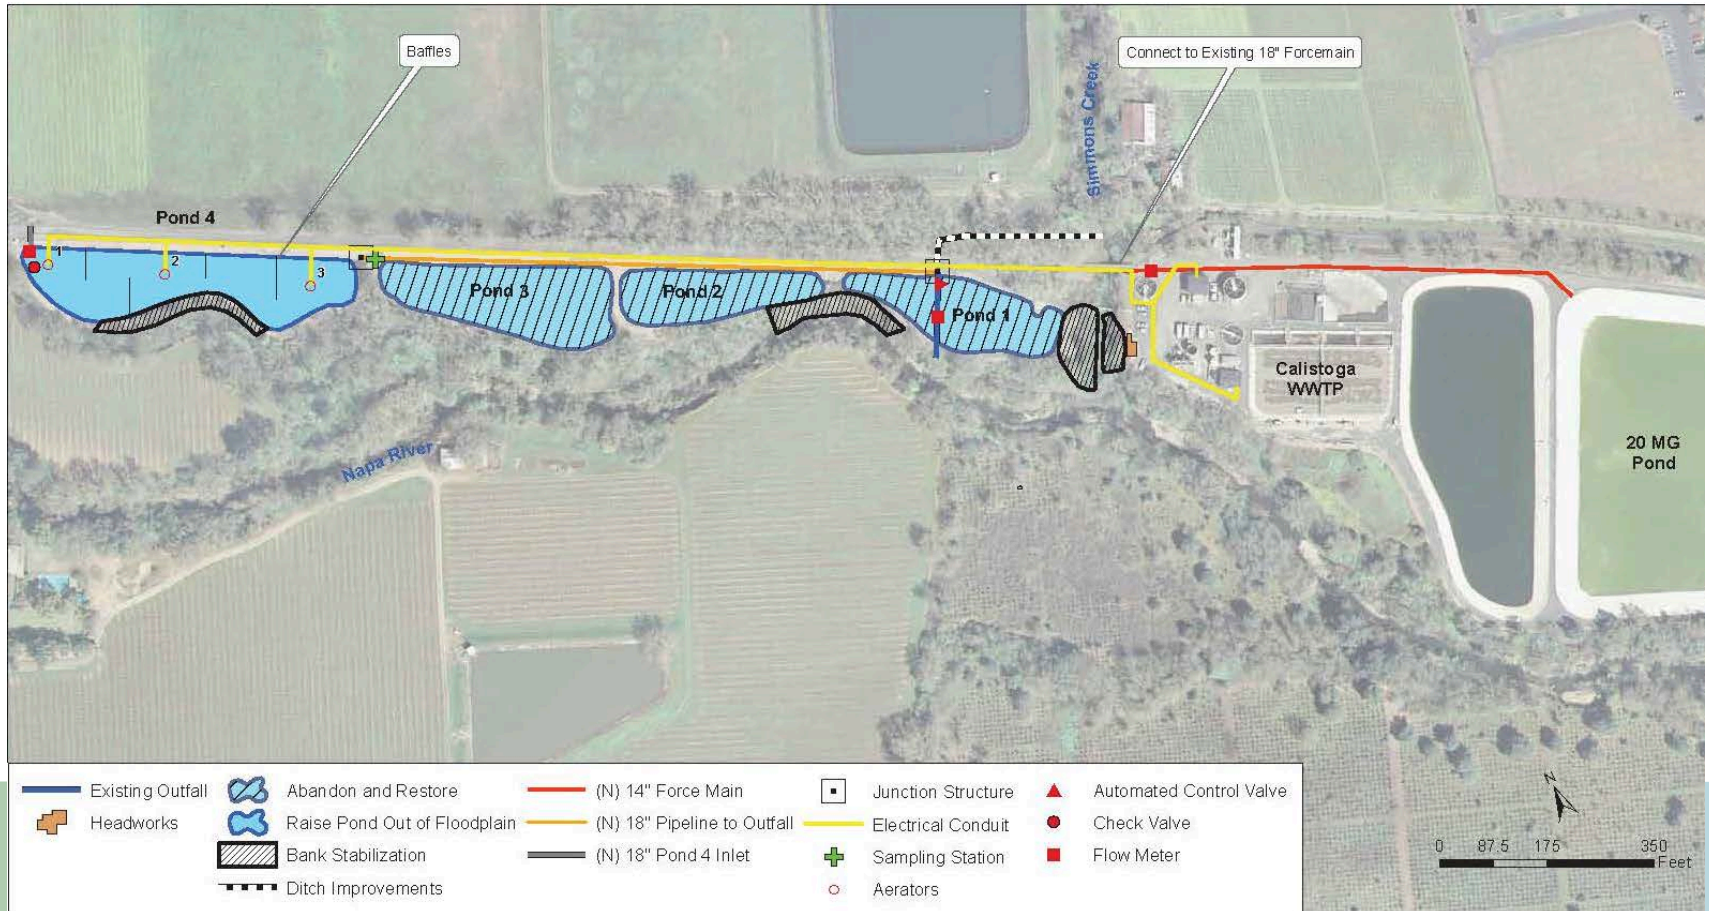 Baffles
Connect to Existing 18" Forcemain
Simmons Creek
Pond 4
1
2
3
Pond 3
Pond 2
Pond 1
Calistoga
WWTP
20 MG
Pond
Napa River
Existing Outfall
Headworks
Abandon and Restore
Raise Pond Out of Floodplain
Bank Stabilization
Ditch Improvements
(N) 14" Force Main
(N) 18" Pipeline to Outfall
(N) 18" Pond 4 Inlet
Junction Structure
Electrical Conduit
Sampling Station
Aerators
Automated Control Valve
Check Valve
Flow Meter
N
0 87.5 175 350
Feet